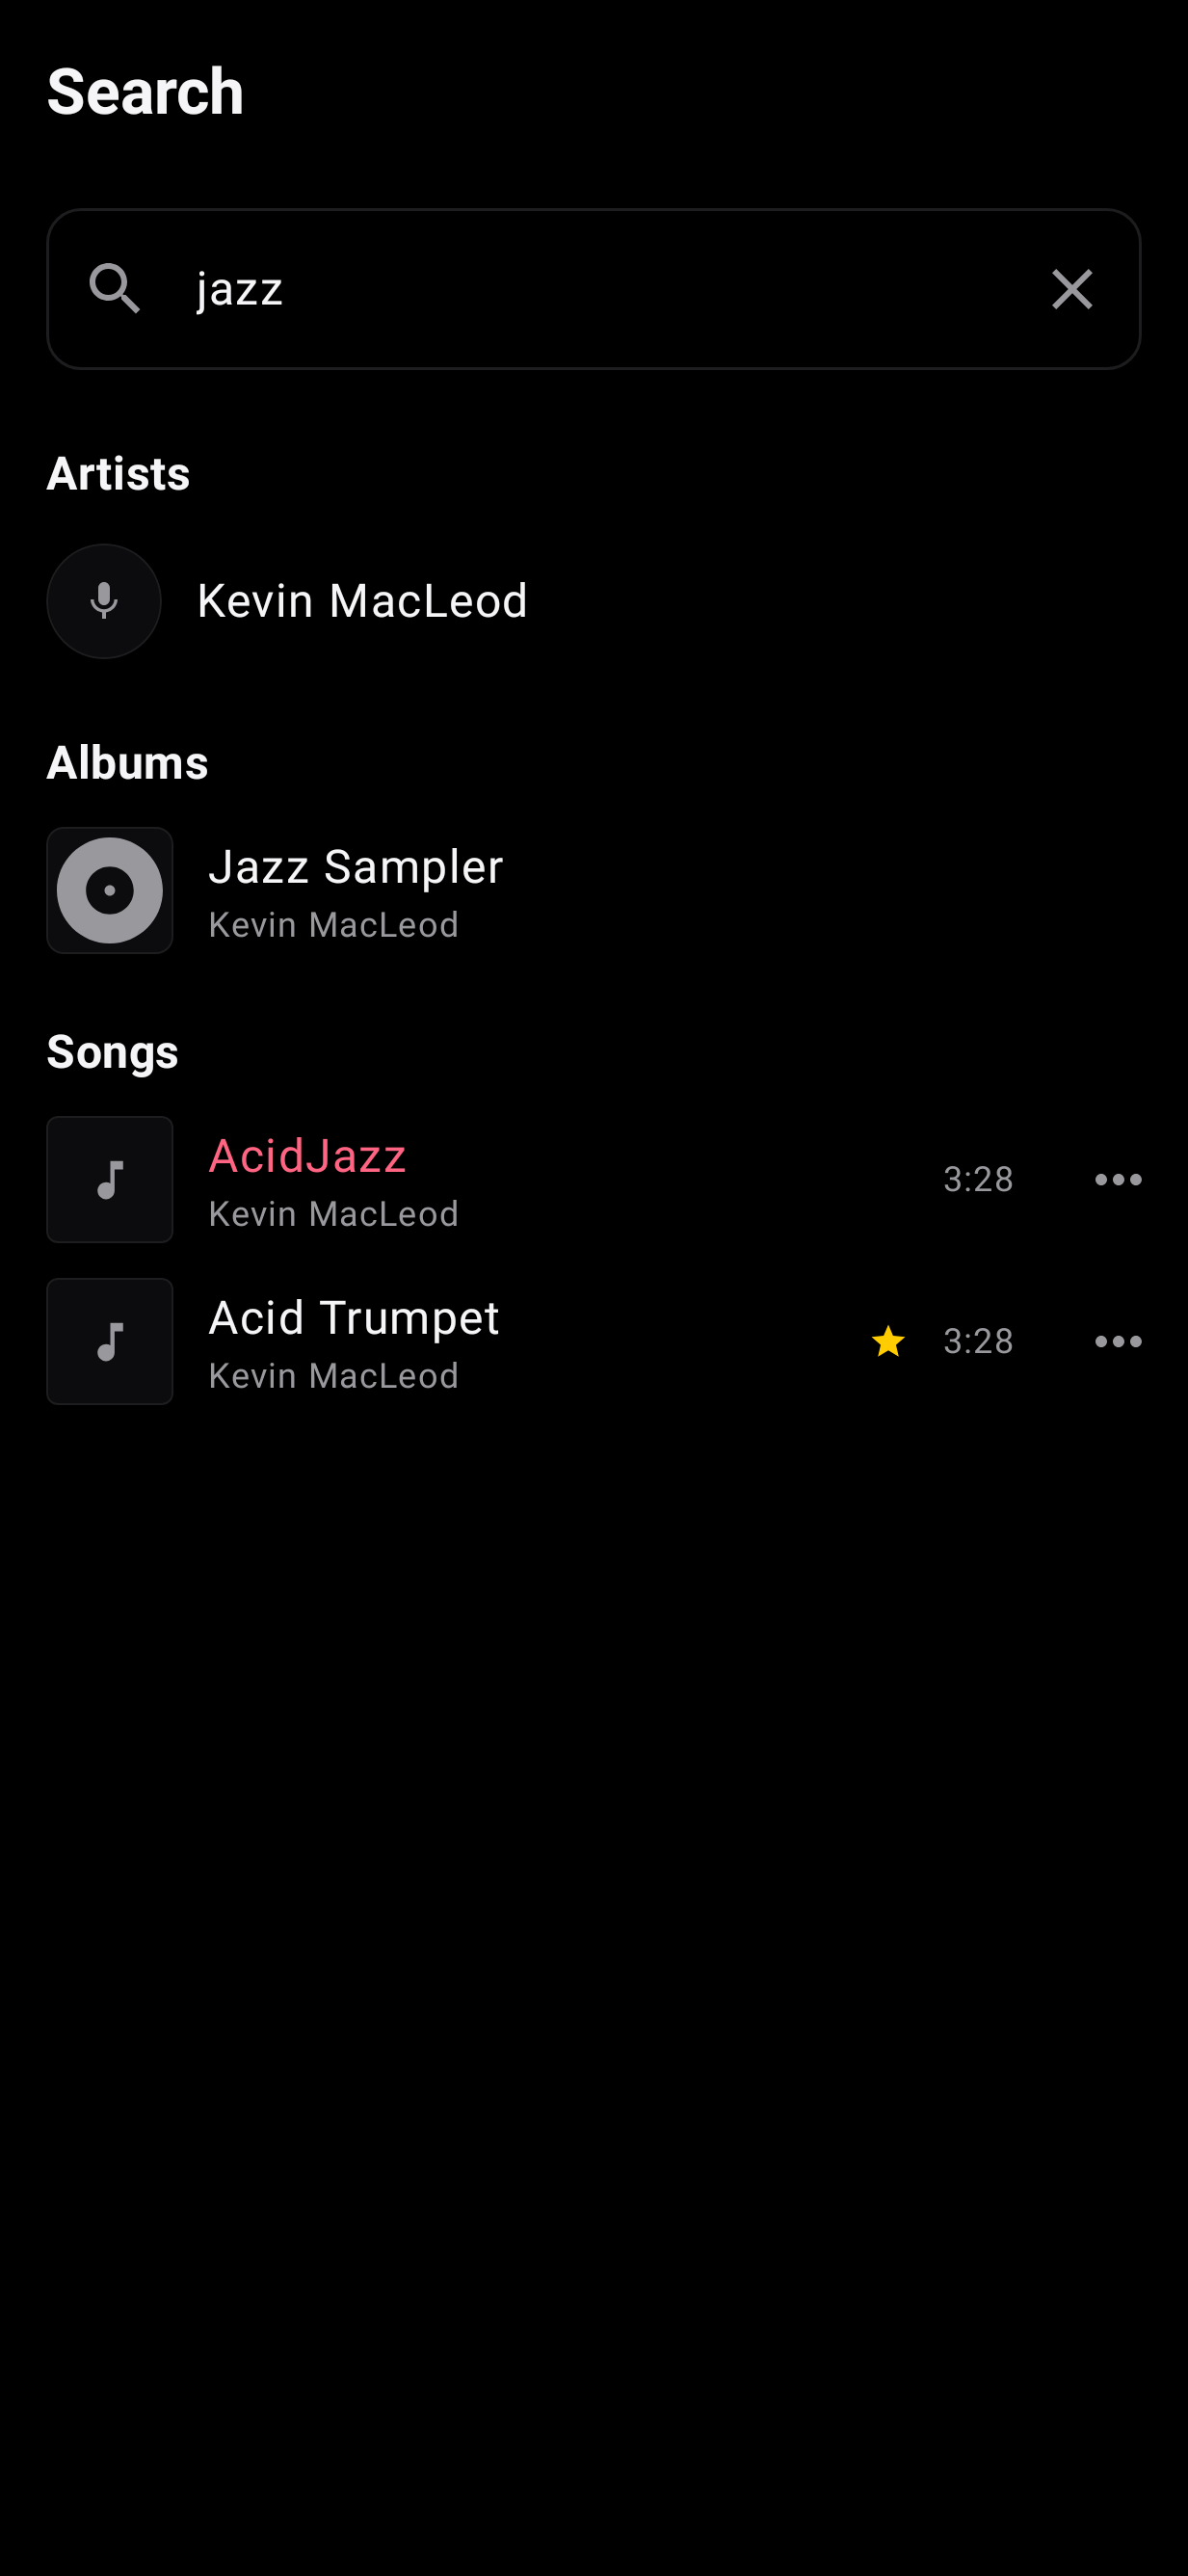 Search
jazz
Artists
Kevin MacLeod
Albums
Jazz Sampler
Kevin MacLeod
Songs
AcidJazz
Kevin MacLeod
3:28
Acid Trumpet
Kevin MacLeod
3:28